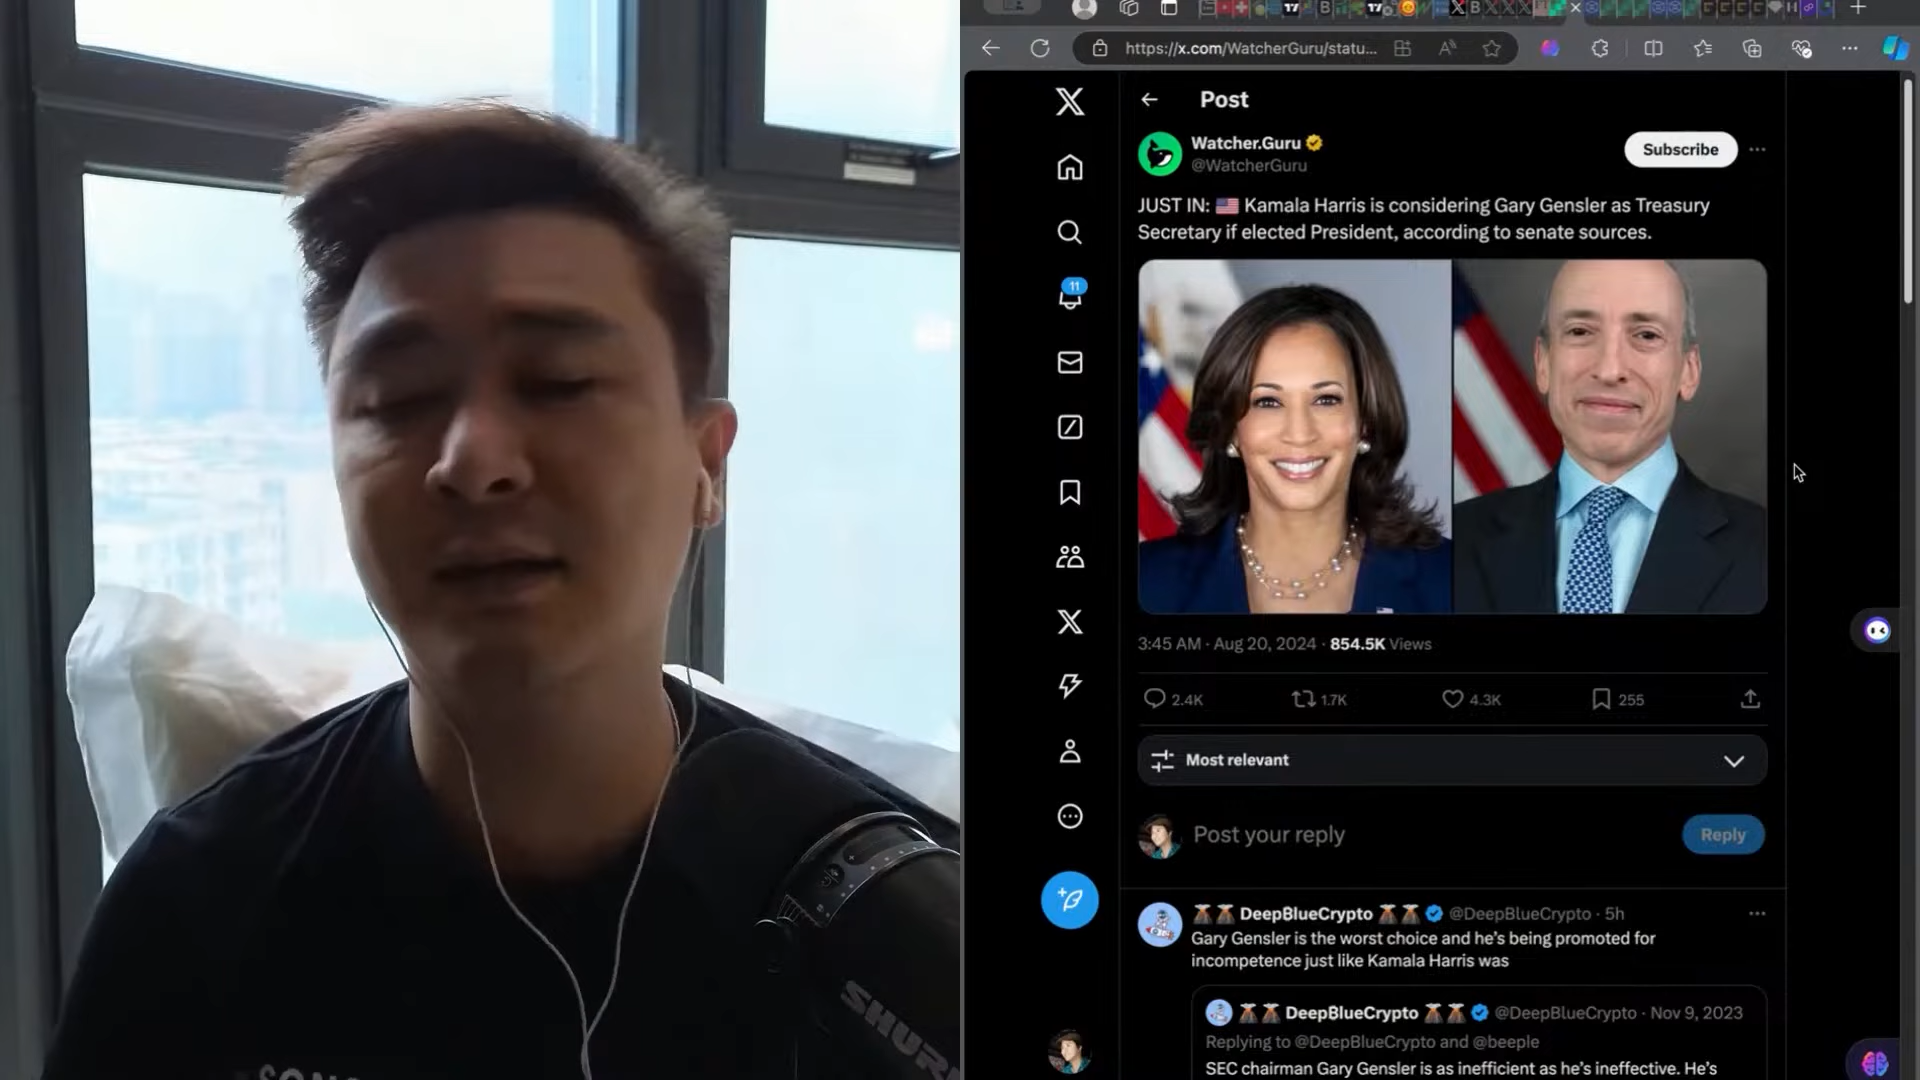 https://x.com/WatcherGuru/statu...
Post
Watcher.Guru
@WatcherGuru
Subscribe
JUST IN: 🇺🇸 Kamala Harris is considering Gary Gensler as Treasury
Secretary if elected President, according to senate sources.
11
3:45 AM · Aug 20, 2024 · 854.5K Views
2.4K
1.7K
4.3K
255
Most relevant
Post your reply
Reply
🌋🌋 DeepBlueCrypto 🌋🌋 @DeepBlueCrypto · 5h
Gary Gensler is the worst choice and he's being promoted for
incompetence just like Kamala Harris was
🌋🌋 DeepBlueCrypto 🌋🌋 @DeepBlueCrypto · Nov 9, 2023
Replying to @DeepBlueCrypto and @beeple
SEC chairman Gary Gensler is as inefficient as he's ineffective. He's
SHURE